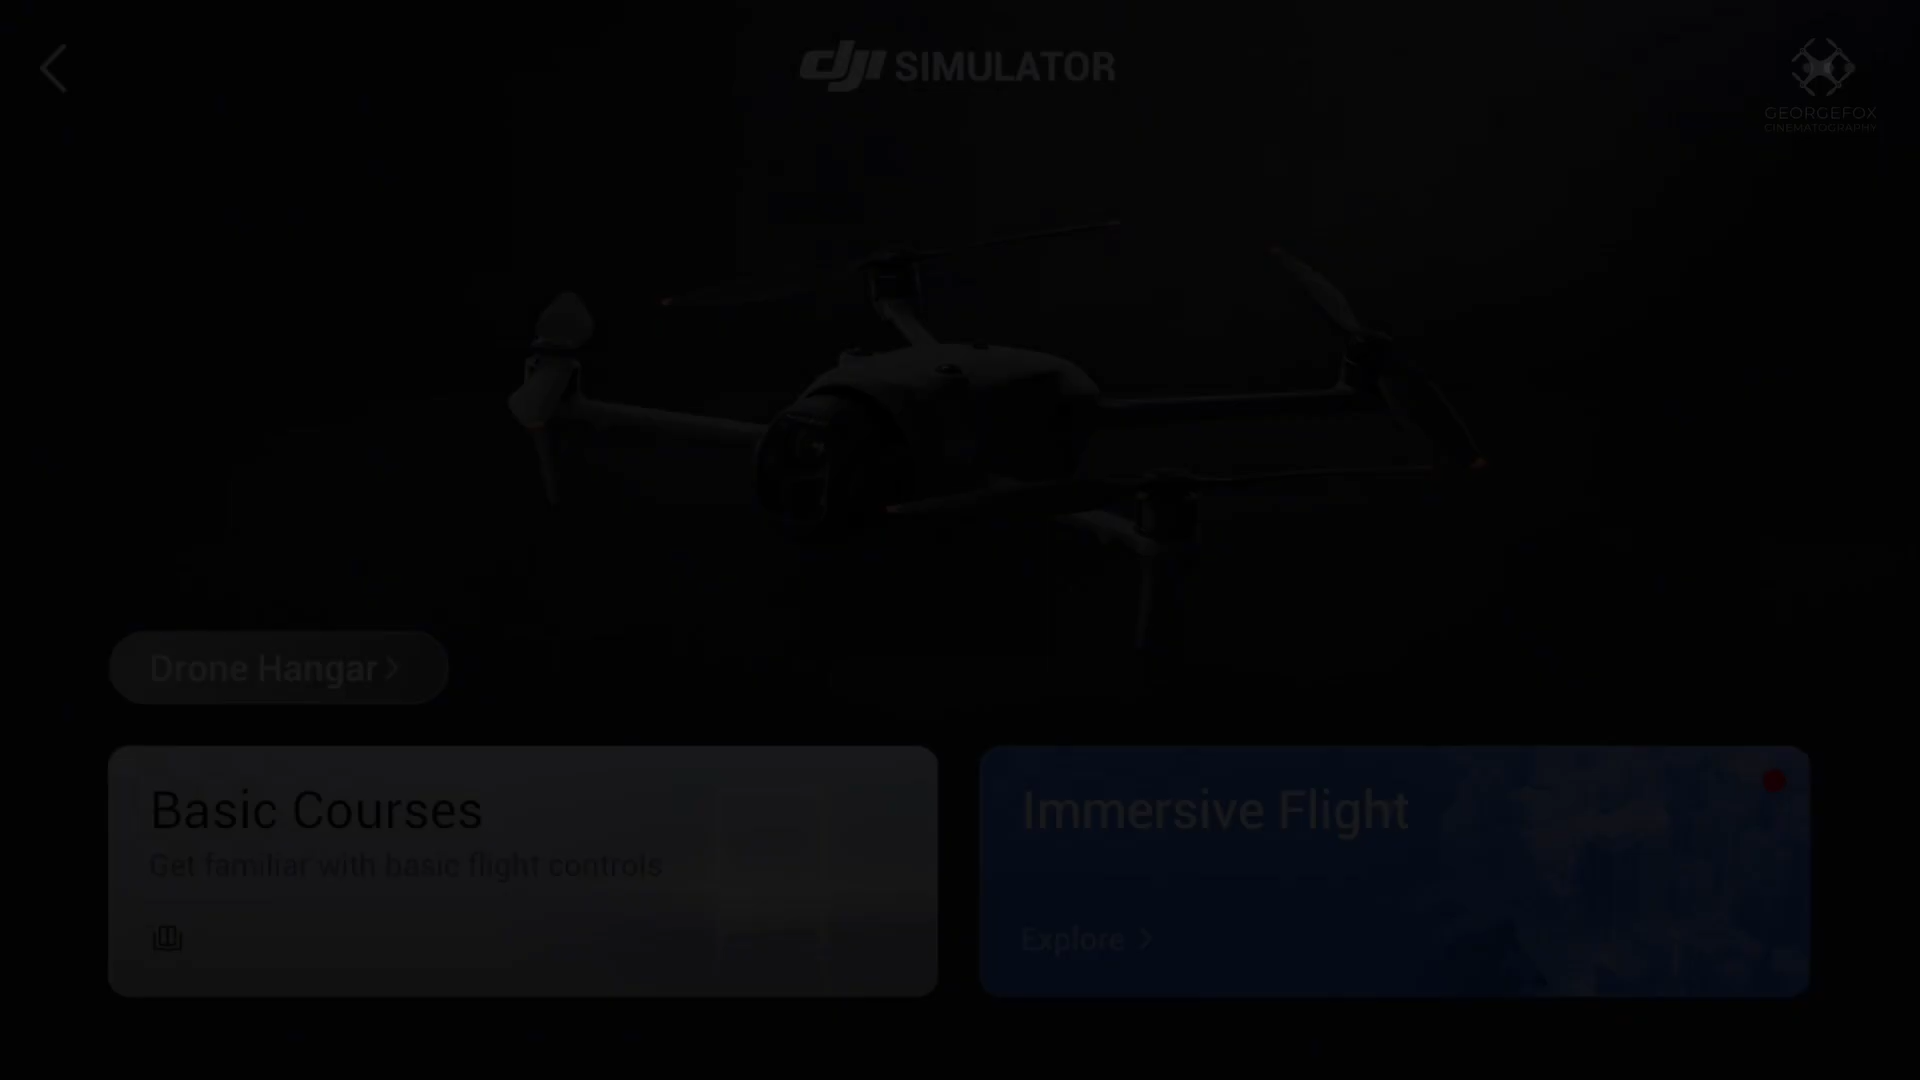 dji SIMULATOR
GEORGEFOX
CINEMATOGRAPHY
Drone Hangar
Basic Courses
Get familiar with basic flight controls
Immersive Flight
Explore